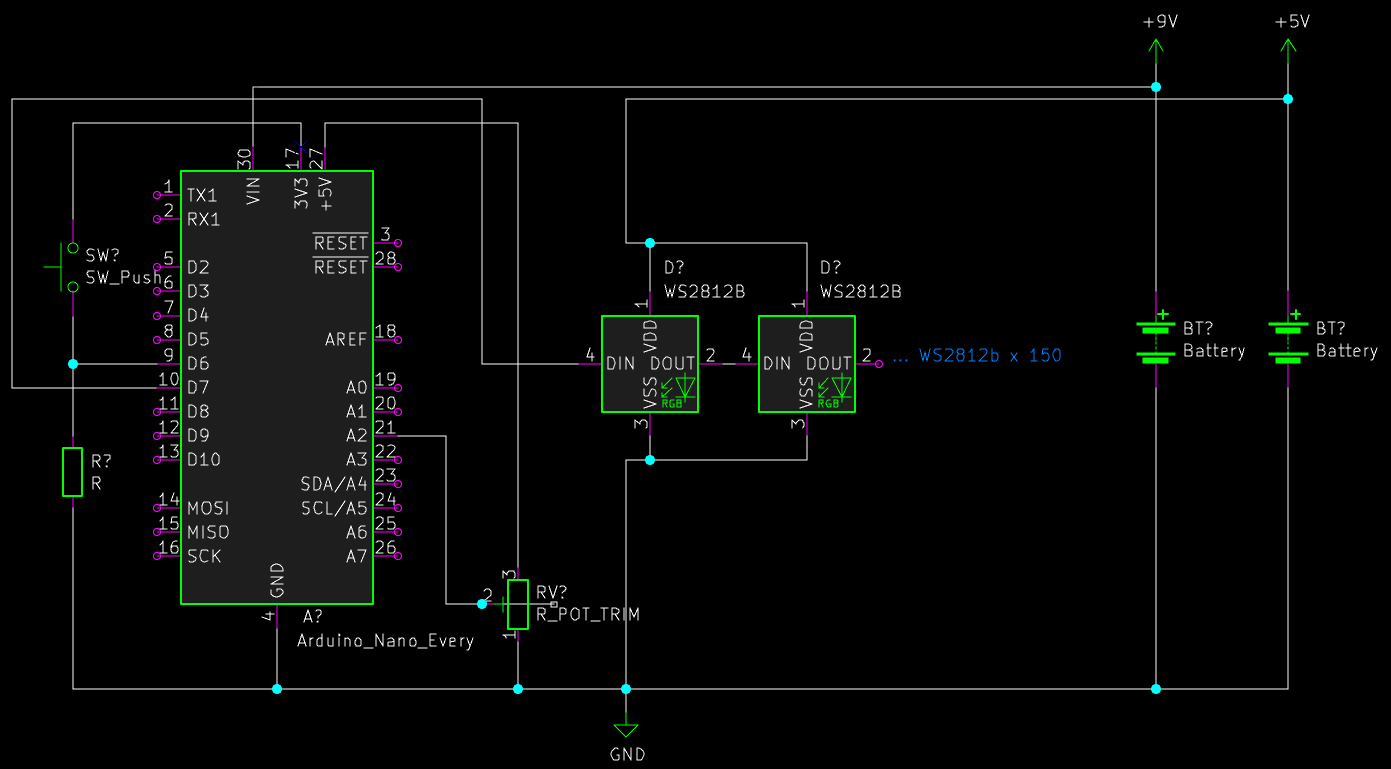 +9V
+5V
30
VIN
17
3V3
27
+5V
1
TX1
2
RX1
RESET
3
RESET
28
SW?
SW_Push
5
D2
6
D3
7
D4
8
D5
9
D6
10
D7
11
D8
12
D9
13
D10
AREF
18
A0
19
A1
20
A2
21
A3
22
SDA/A4
23
SCL/A5
24
A6
25
A7
26
14
MOSI
15
MISO
16
SCK
R?
R
GND
4
A?
Arduino_Nano_Every
3
2
1
RV?
R_POT_TRIM
D?
WS2812B
1
VDD
4
DIN
DOUT
2
VSS
RGB
3
D?
WS2812B
1
VDD
4
DIN
DOUT
2
VSS
RGB
3
... WS2812b x 150
+
BT?
Battery
+
BT?
Battery
GND